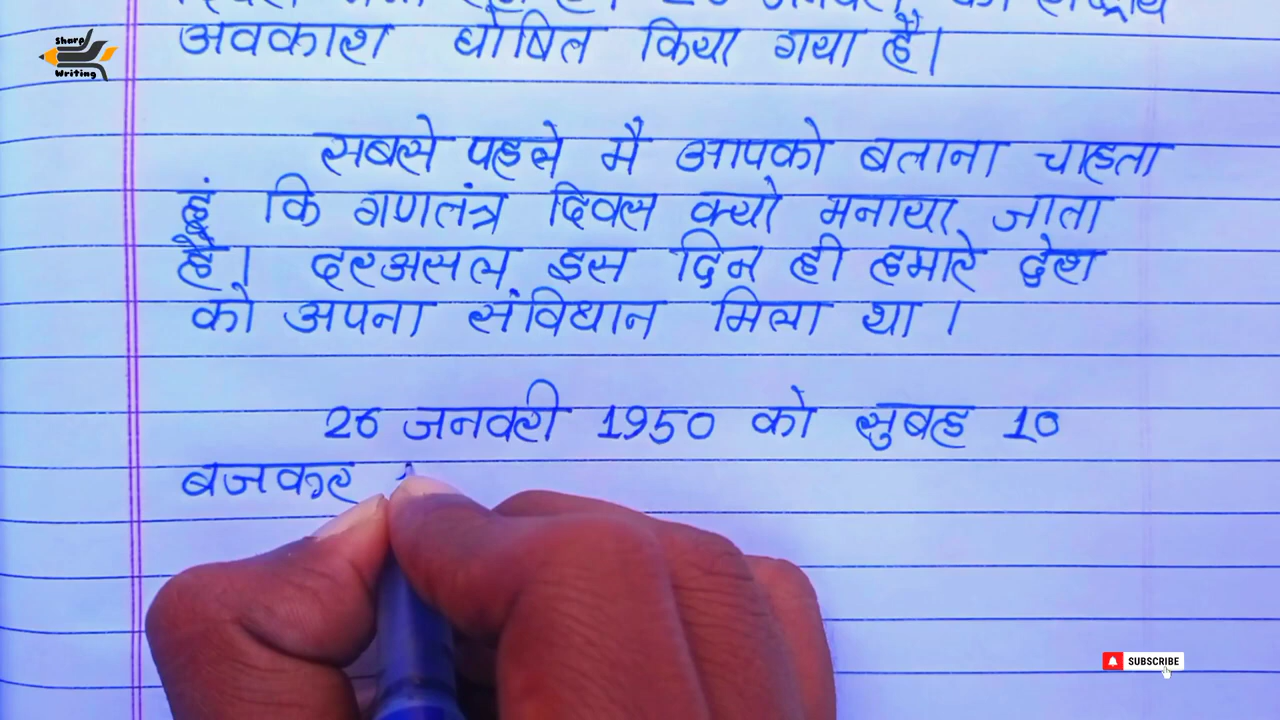 Sharp
Writing
अवकाश घोषित किया गया है।
सबसे पहले मै आपको बताना चाहता
हूं कि गणतंत्र दिवस क्यो मनाया जाता
है। दरअसल इस दिन ही हमारे देश
को अपना संविधान मिला था।
26 जनवरी 1950 को सुबह 10
बजकर
SUBSCRIBE